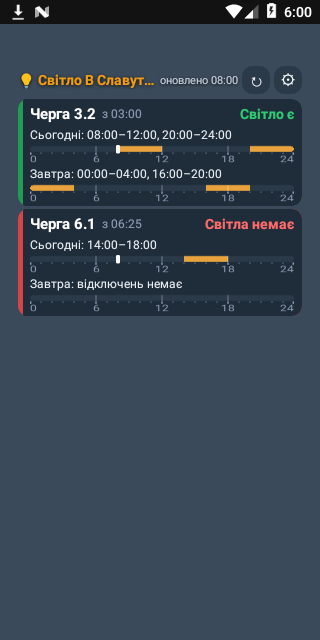 6:00
Світло В Славут... оновлено 08:00
Черга 3.2 з 03:00 Світло є
Сьогодні: 08:00–12:00, 20:00–24:00
0 6 12 18 24
Завтра: 00:00–04:00, 16:00–20:00
0 6 12 18 24
Черга 6.1 з 06:25 Світла немає
Сьогодні: 14:00–18:00
0 6 12 18 24
Завтра: відключень немає
0 6 12 18 24